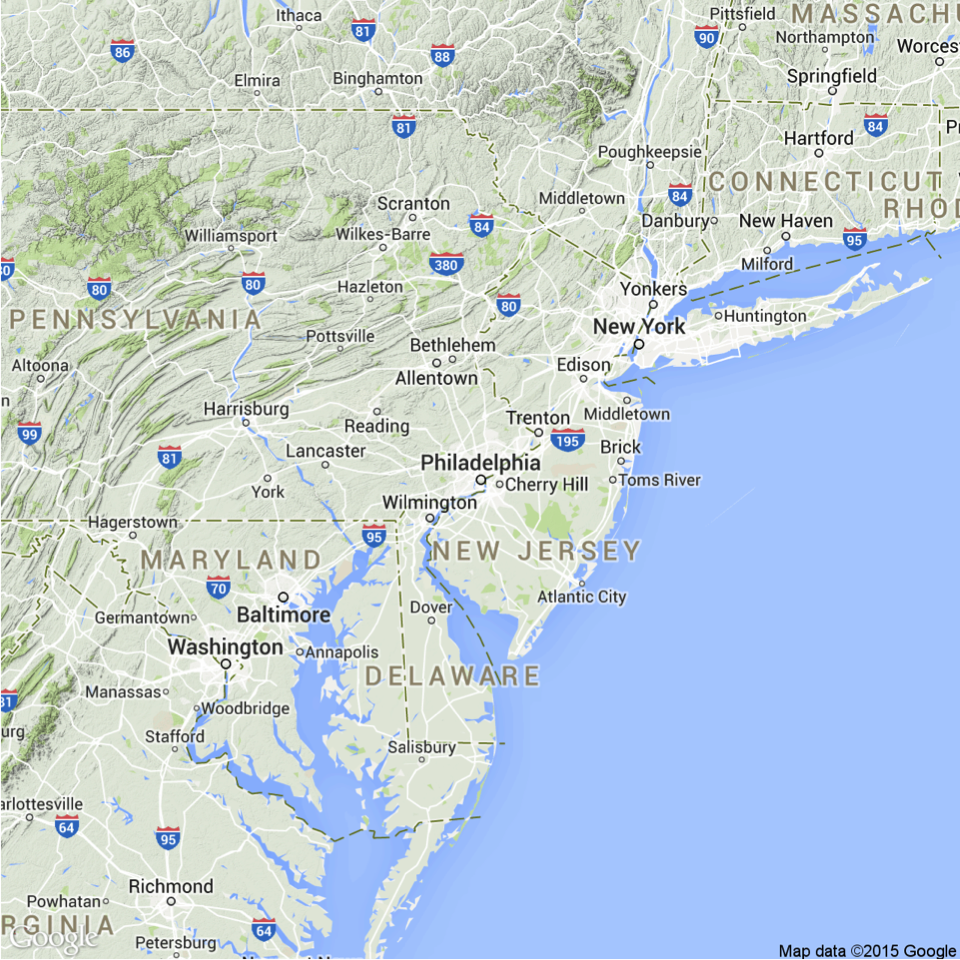 Ithaca
Pittsfield
MASSACHU
81
90
Northampton
86
88
Worces
Elmira
Binghamton
Springfield
81
84
Hartford
Poughkeepsie
CONNECTICUT
84
Middletown
Scranton
RHOD
Danbury
New Haven
84
Williamsport
Wilkes-Barre
95
Milford
380
80
80
80
Hazleton
Yonkers
80
PENNSYLVANIA
Huntington
New York
Pottsville
Bethlehem
Altoona
Edison
Allentown
Harrisburg
Middletown
Reading
Trenton
99
195
Brick
81
Lancaster
Philadelphia
Toms River
Cherry Hill
York
Wilmington
Hagerstown
95
MARYLAND
NEW JERSEY
70
Atlantic City
Dover
Baltimore
Germantown
Washington
Annapolis
DELAWARE
Manassas
81
Woodbridge
urg
Stafford
Salisbury
arlottesville
64
95
Richmond
Powhatan
RGINIA
64
Google
Petersburg
Map data ©2015 Google